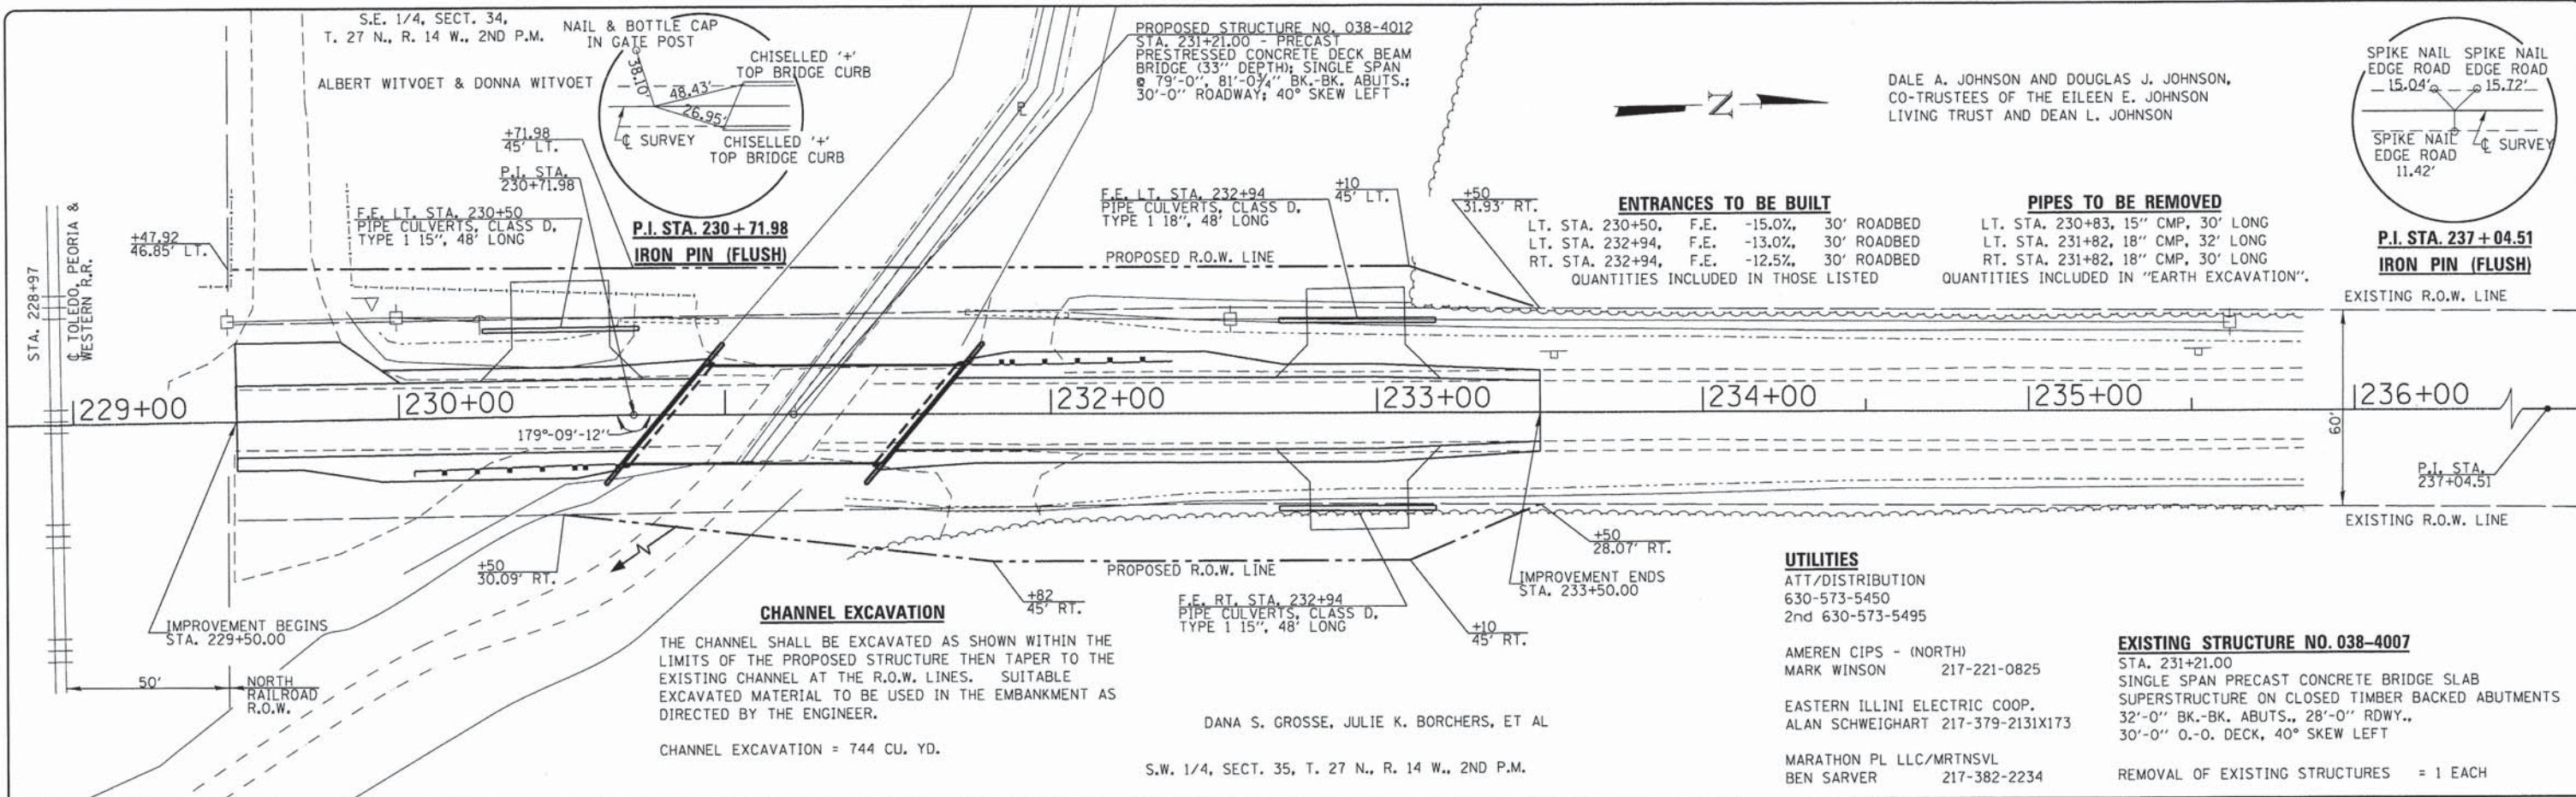 S.E. 1/4, SECT. 34,
T. 27 N., R. 14 W., 2ND P.M.
ALBERT WITVOET & DONNA WITVOET
NAIL & BOTTLE CAP
IN GATE POST
CHISELLED '+'
TOP BRIDGE CURB
38.10'
48.43'
26.95'
℄ SURVEY
CHISELLED '+'
TOP BRIDGE CURB
P.I. STA. 230+71.98
IRON PIN (FLUSH)
PROPOSED STRUCTURE NO. 038-4012
STA. 231+21.00 - PRECAST
PRESTRESSED CONCRETE DECK BEAM
BRIDGE (33" DEPTH); SINGLE SPAN
@ 79'-0", 81'-0¾" BK.-BK. ABUTS.;
30'-0" ROADWAY; 40° SKEW LEFT
Z
DALE A. JOHNSON AND DOUGLAS J. JOHNSON,
CO-TRUSTEES OF THE EILEEN E. JOHNSON
LIVING TRUST AND DEAN L. JOHNSON
SPIKE NAIL
EDGE ROAD
15.04'
SPIKE NAIL
EDGE ROAD
15.72'
SPIKE NAIL
EDGE ROAD
11.42'
℄ SURVEY
P.I. STA. 237+04.51
IRON PIN (FLUSH)
+71.98
45' LT.
P.I. STA.
230+71.98
F.E. LT. STA. 230+50
PIPE CULVERTS, CLASS D,
TYPE 1 15", 48' LONG
+47.92
46.85' LT.
F.E. LT. STA. 232+94
PIPE CULVERTS, CLASS D,
TYPE 1 18", 48' LONG
+10
45' LT.
+50
31.93' RT.
PROPOSED R.O.W. LINE
ENTRANCES TO BE BUILT
LT. STA. 230+50, F.E. -15.0%, 30' ROADBED
LT. STA. 232+94, F.E. -13.0%, 30' ROADBED
RT. STA. 232+94, F.E. -12.5%, 30' ROADBED
QUANTITIES INCLUDED IN THOSE LISTED
PIPES TO BE REMOVED
LT. STA. 230+83, 15" CMP, 30' LONG
LT. STA. 231+82, 18" CMP, 32' LONG
RT. STA. 231+82, 18" CMP, 30' LONG
QUANTITIES INCLUDED IN "EARTH EXCAVATION".
EXISTING R.O.W. LINE
STA. 228+97
℄ TOLEDO, PEORIA &
WESTERN R.R.
229+00
230+00
232+00
233+00
234+00
235+00
236+00
179°-09'-12"
60'
P.I. STA.
237+04.51
EXISTING R.O.W. LINE
+50
30.09' RT.
+82
45' RT.
PROPOSED R.O.W. LINE
F.E. RT. STA. 232+94
PIPE CULVERTS, CLASS D,
TYPE 1 15", 48' LONG
+10
45' RT.
+50
28.07' RT.
IMPROVEMENT ENDS
STA. 233+50.00
IMPROVEMENT BEGINS
STA. 229+50.00
50'
NORTH
RAILROAD
R.O.W.
CHANNEL EXCAVATION
THE CHANNEL SHALL BE EXCAVATED AS SHOWN WITHIN THE
LIMITS OF THE PROPOSED STRUCTURE THEN TAPER TO THE
EXISTING CHANNEL AT THE R.O.W. LINES. SUITABLE
EXCAVATED MATERIAL TO BE USED IN THE EMBANKMENT AS
DIRECTED BY THE ENGINEER.
CHANNEL EXCAVATION = 744 CU. YD.
DANA S. GROSSE, JULIE K. BORCHERS, ET AL
S.W. 1/4, SECT. 35, T. 27 N., R. 14 W., 2ND P.M.
UTILITIES
ATT/DISTRIBUTION
630-573-5450
2nd 630-573-5495
AMEREN CIPS - (NORTH)
MARK WINSON 217-221-0825
EASTERN ILLINI ELECTRIC COOP.
ALAN SCHWEIGHART 217-379-2131X173
MARATHON PL LLC/MRTNSVL
BEN SARVER 217-382-2234
EXISTING STRUCTURE NO. 038-4007
STA. 231+21.00
SINGLE SPAN PRECAST CONCRETE BRIDGE SLAB
SUPERSTRUCTURE ON CLOSED TIMBER BACKED ABUTMENTS
32'-0" BK.-BK. ABUTS., 28'-0" RDWY.,
30'-0" O.-O. DECK, 40° SKEW LEFT
REMOVAL OF EXISTING STRUCTURES = 1 EACH